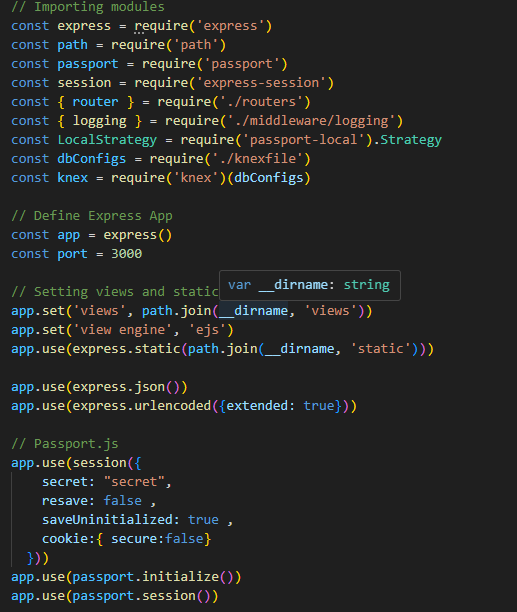 // Importing modules
const express = require('express')
const path = require('path')
const passport = require('passport')
const session = require('express-session')
const { router } = require('./routers')
const { logging } = require('./middleware/logging')
const LocalStrategy = require('passport-local').Strategy
const dbConfigs = require('./knexfile')
const knex = require('knex')(dbConfigs)
// Define Express App
const app = express()
const port = 3000
var __dirname: string
// Setting views and static
app.set('views', path.join(__dirname, 'views'))
app.set('view engine', 'ejs')
app.use(express.static(path.join(__dirname, 'static')))
app.use(express.json())
app.use(express.urlencoded({extended: true}))
// Passport.js
app.use(session({
    secret: "secret",
    resave: false ,
    saveUninitialized: true ,
    cookie:{ secure:false}
  }))
app.use(passport.initialize())
app.use(passport.session())